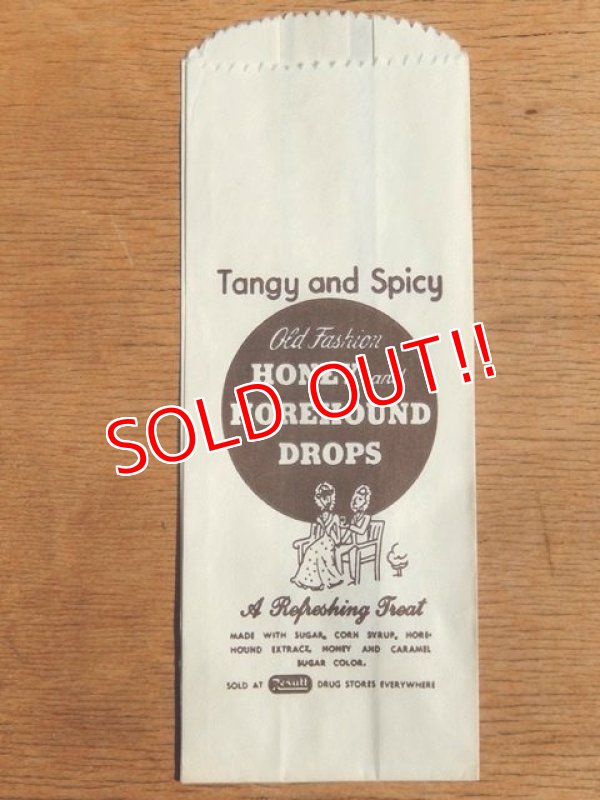 Tangy and Spicy
Old Fashion
HONEY and
HOREHOUND
DROPS
SOLD OUT!!
A Refreshing Treat
MADE WITH SUGAR, CORN SYRUP, HORE-
HOUND EXTRACT, HONEY AND CARAMEL
SUGAR COLOR.
SOLD AT Rexall DRUG STORES EVERYWHERE